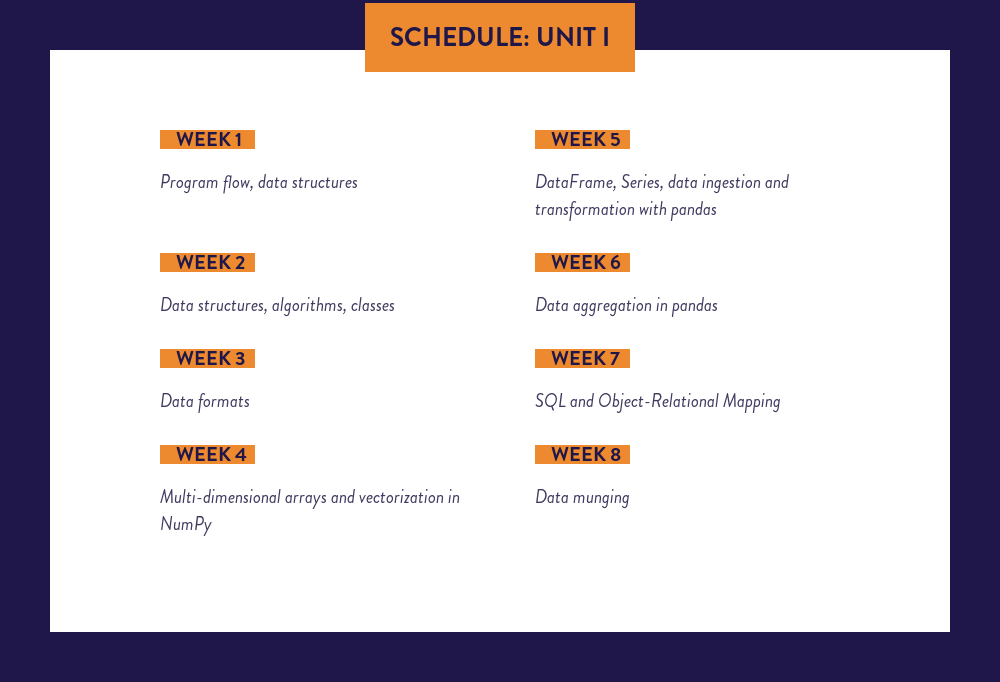 SCHEDULE: UNIT I
WEEK 1
Program flow, data structures
WEEK 2
Data structures, algorithms, classes
WEEK 3
Data formats
WEEK 4
Multi-dimensional arrays and vectorization in
NumPy
WEEK 5
DataFrame, Series, data ingestion and
transformation with pandas
WEEK 6
Data aggregation in pandas
WEEK 7
SQL and Object-Relational Mapping
WEEK 8
Data munging